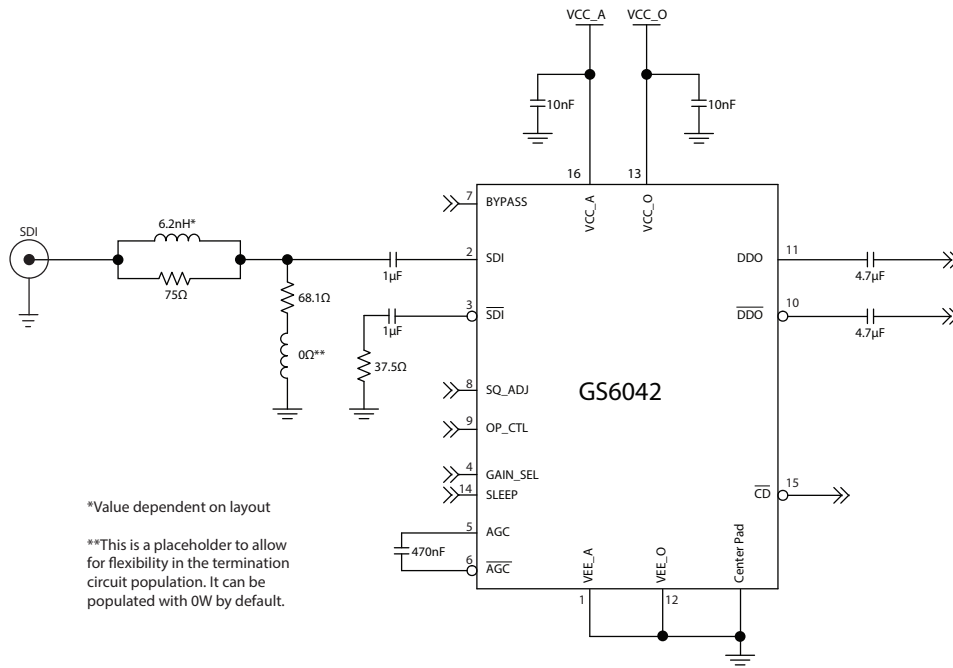 VCC_A VCC_O
10nF 10nF
16 13
7 BYPASS VCC_A VCC_O
SDI 6.2nH*
2 SDI DDO 11
1μF 4.7μF
75Ω
68.1Ω
3 SDI DDO 10
1μF 4.7μF
0Ω** 37.5Ω
8 SQ_ADJ GS6042
9 OP_CTL
4 GAIN_SEL
14 SLEEP CD 15
*Value dependent on layout
5 AGC
470nF
6 AGC
VEE_A VEE_O Center Pad
1 12
**This is a placeholder to allow
for flexibility in the termination
circuit population. It can be
populated with 0W by default.